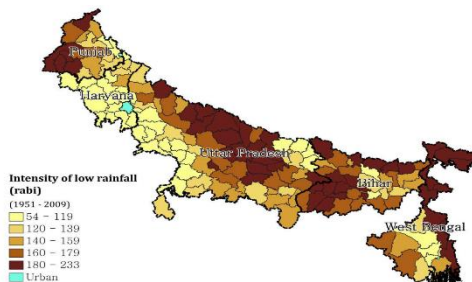 Punjab
Haryana
Uttar Pradesh
Bihar
West Bengal
Intensity of low rainfall
(rabi)
(1951 - 2009)
54 - 119
120 - 139
140 - 159
160 - 179
180 - 233
Urban